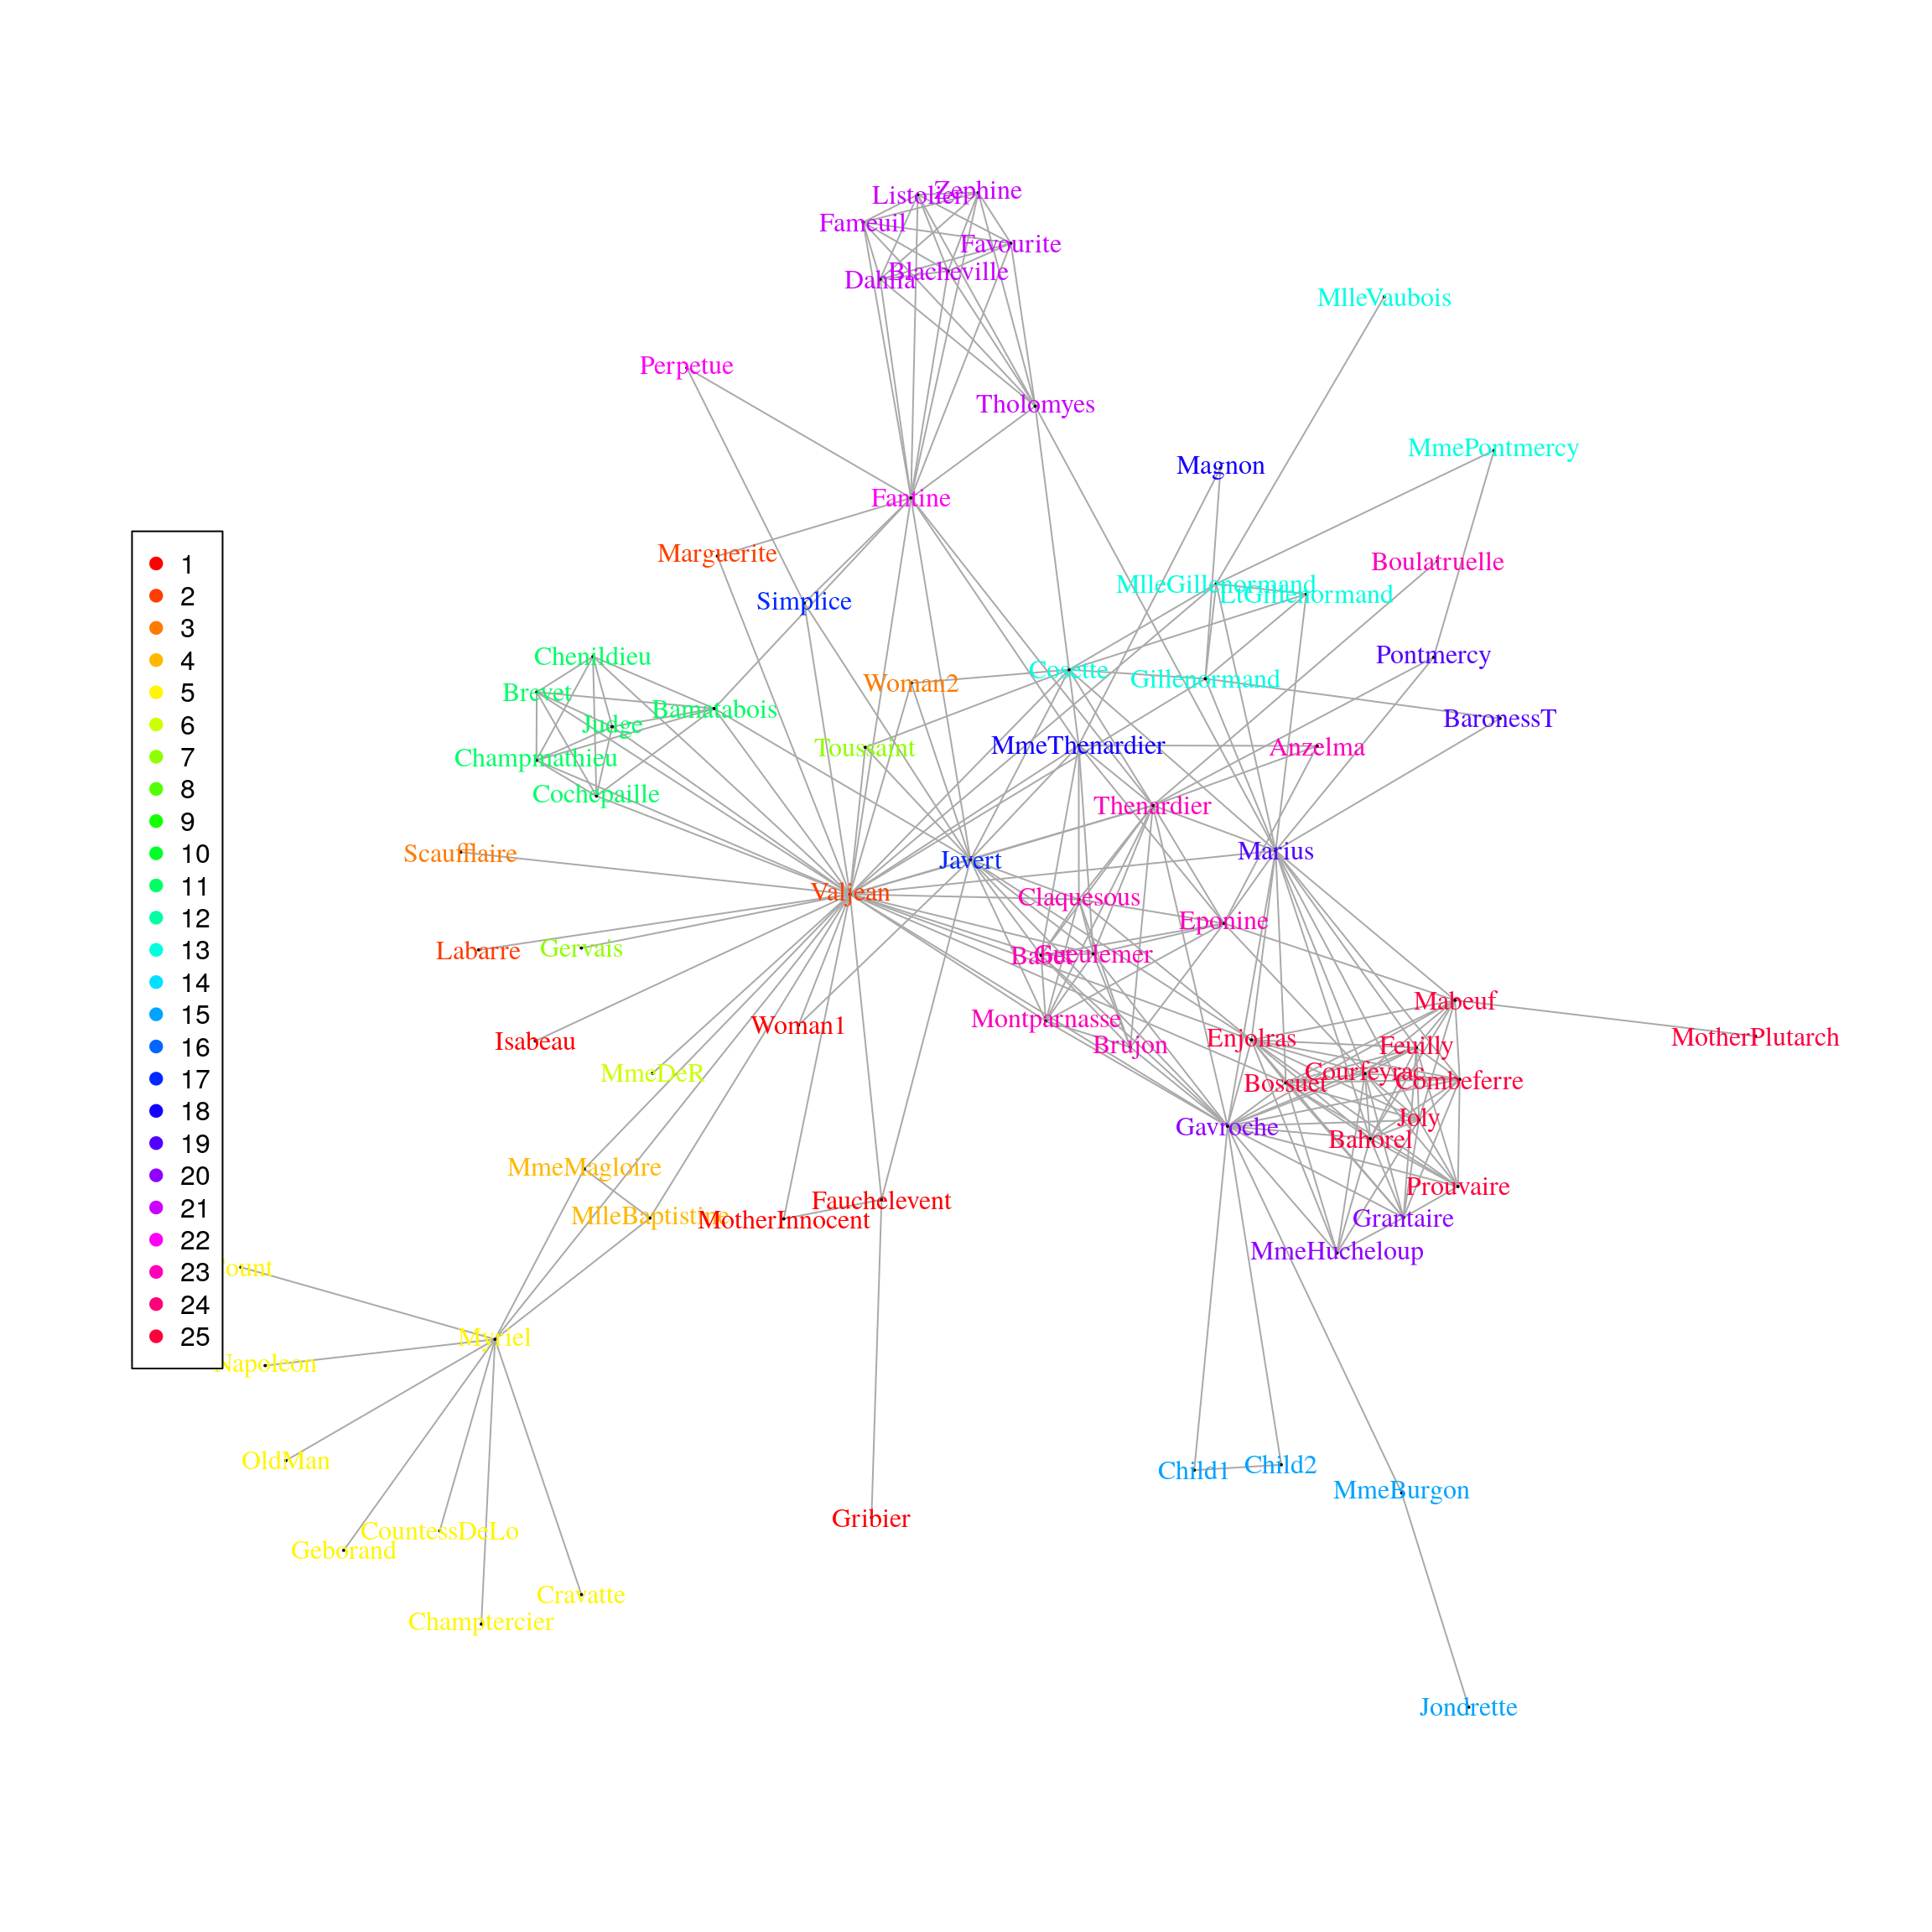 Zephine
Listolier
Fameuil
Favourite
Blacheville
Dahlia
MlleVaubois
Perpetue
Tholomyes
MmePontmercy
Magnon
Fantine
Marguerite
Boulatruelle
MlleGillenormand
LtGillenormand
Simplice
Chenildieu
Pontmercy
Cosette
Gillenormand
Woman2
Brevet
Bamatabois
BaronessT
Judge
MmeThenardier
Toussaint
Anzelma
Champmathieu
Cochepaille
Thenardier
Marius
Scaufflaire
Javert
Valjean
Claquesous
Eponine
Labarre
Gervais
Babet
Gueulemer
Mabeuf
Montparnasse
Woman1
MotherPlutarch
Enjolras
Isabeau
Brujon
Feuilly
Courfeyrac
MmeDeR
Bossuet
Combeferre
Joly
Gavroche
Bahorel
MmeMagloire
Prouvaire
Fauchelevent
MlleBaptistine
MotherInnocent
Grantaire
MmeHucheloup
ount
Myriel
Napoleon
OldMan
Child2
Child1
MmeBurgon
Gribier
CountessDeLo
Geborand
Cravatte
Champtercier
Jondrette
1
2
3
4
5
6
7
8
9
10
11
12
13
14
15
16
17
18
19
20
21
22
23
24
25